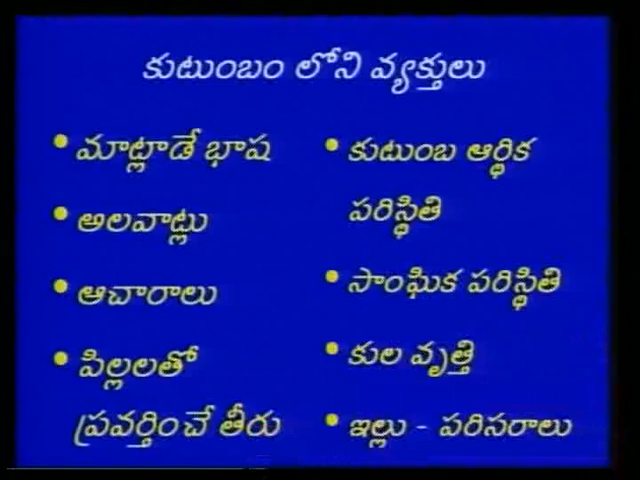 కుటుంబం లోని వ్యక్తులు
• మాట్లాడే భాష
• అలవాట్లు
• ఆచారాలు
• పిల్లలతో
ప్రవర్తించే తీరు
• కుటుంబ ఆర్థిక
పరిస్థితి
• సాంఘిక పరిస్థితి
• కుల వృత్తి
• ఇల్లు - పరిసరాలు